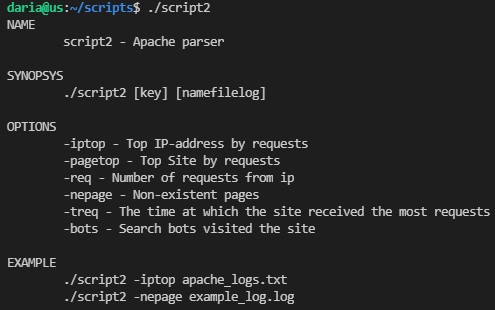 daria@us:~/scripts$ ./script2
NAME
script2 - Apache parser
SYNOPSYS
./script2 [key] [namefilelog]
OPTIONS
-iptop - Top IP-address by requests
-pagetop - Top Site by requests
-req - Number of requests from ip
-nepage - Non-existent pages
-treq - The time at which the site received the most requests
-bots - Search bots visited the site
EXAMPLE
./script2 -iptop apache_logs.txt
./script2 -nepage example_log.log